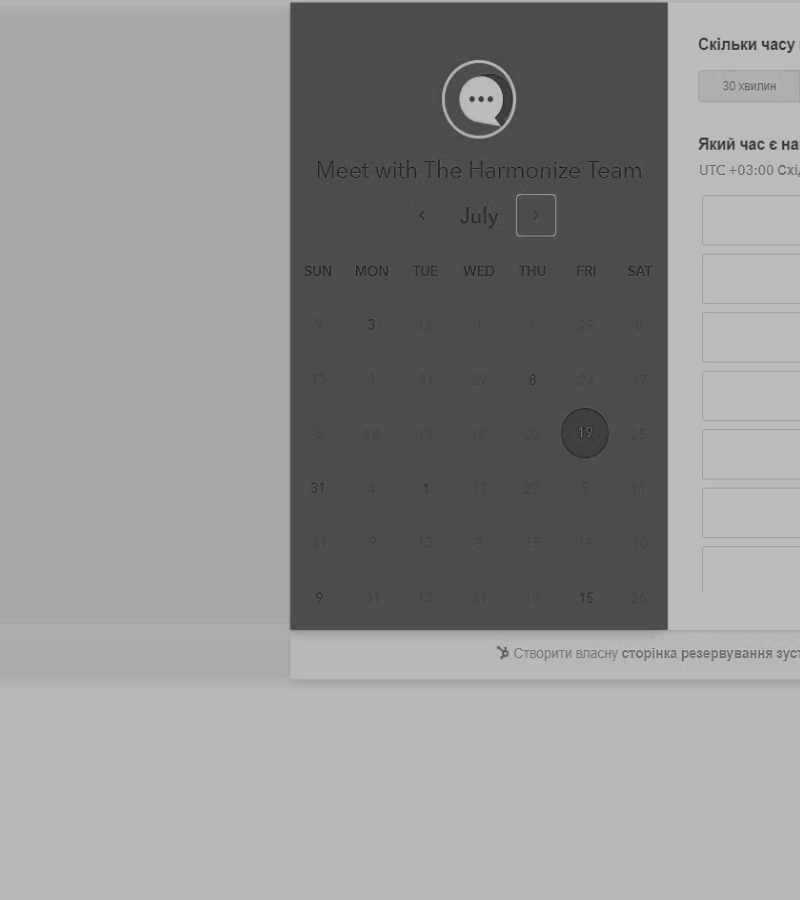 Meet with The Harmonize Team
‹ July ›
SUN MON TUE WED THU FRI SAT
9 3 18 1 1 29 8
13 1 31 29 8 24 17
8 18 19 18 22 19 25
31 4 1 17 27 5 11
31 9 13 3 15 19 10
9 31 12 31 19 15 26
Скільки часу
30 хвилин
Який час є на
UTC +03:00 Схі
Створити власну сторінка резервування зуст